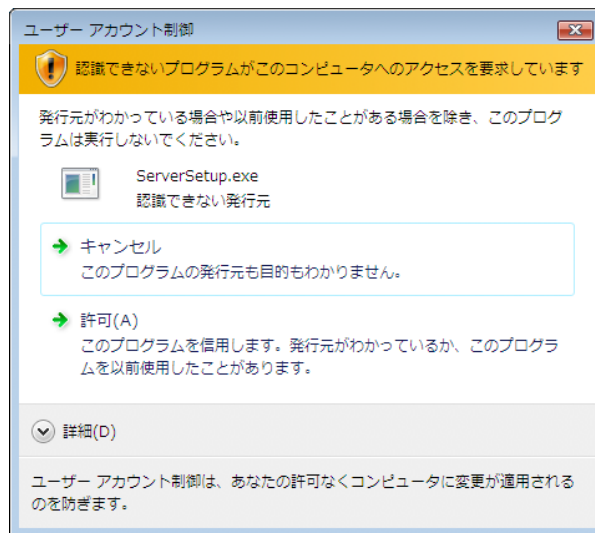 ユーザー アカウント制御
認識できないプログラムがこのコンピュータへのアクセスを要求しています
発行元がわかっている場合や以前使用したことがある場合を除き、このプログ
ラムは実行しないでください。
ServerSetup.exe
認識できない発行元
キャンセル
このプログラムの発行元も目的もわかりません。
許可(A)
このプログラムを信用します。発行元がわかっているか、このプログラ
ムを以前使用したことがあります。
詳細(D)
ユーザー アカウント制御は、あなたの許可なくコンピュータに変更が適用される
のを防ぎます。